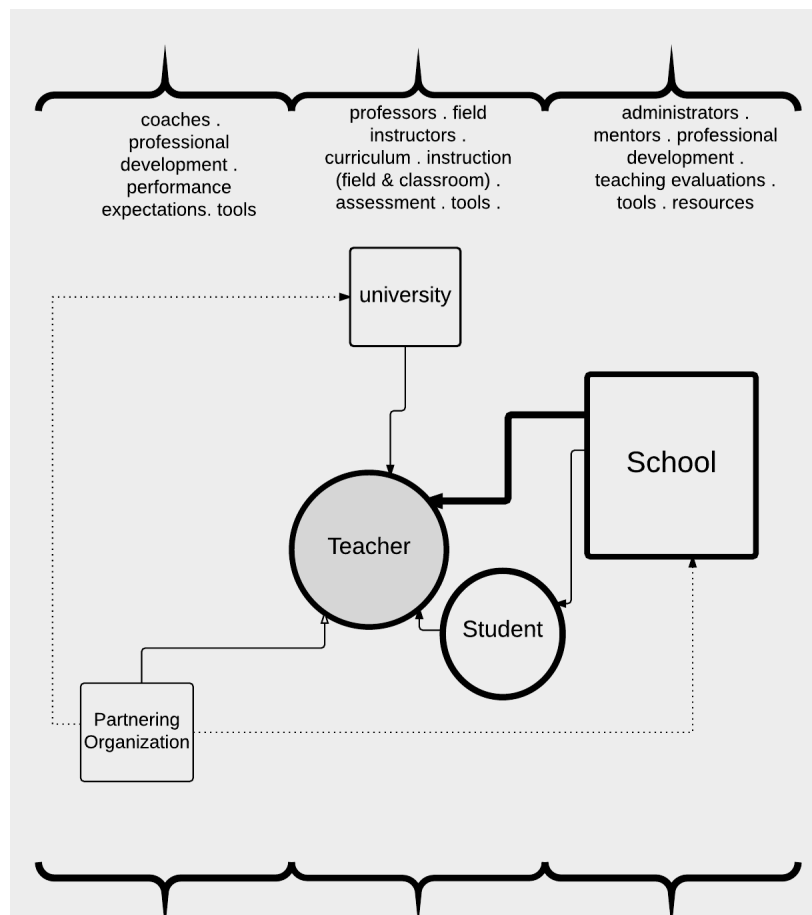 coaches .
professional
development .
performance
expectations. tools
professors . field
instructors .
curriculum . instruction
(field & classroom) .
assessment . tools .
administrators .
mentors . professional
development .
teaching evaluations .
tools . resources
university
School
Teacher
Student
Partnering
Organization